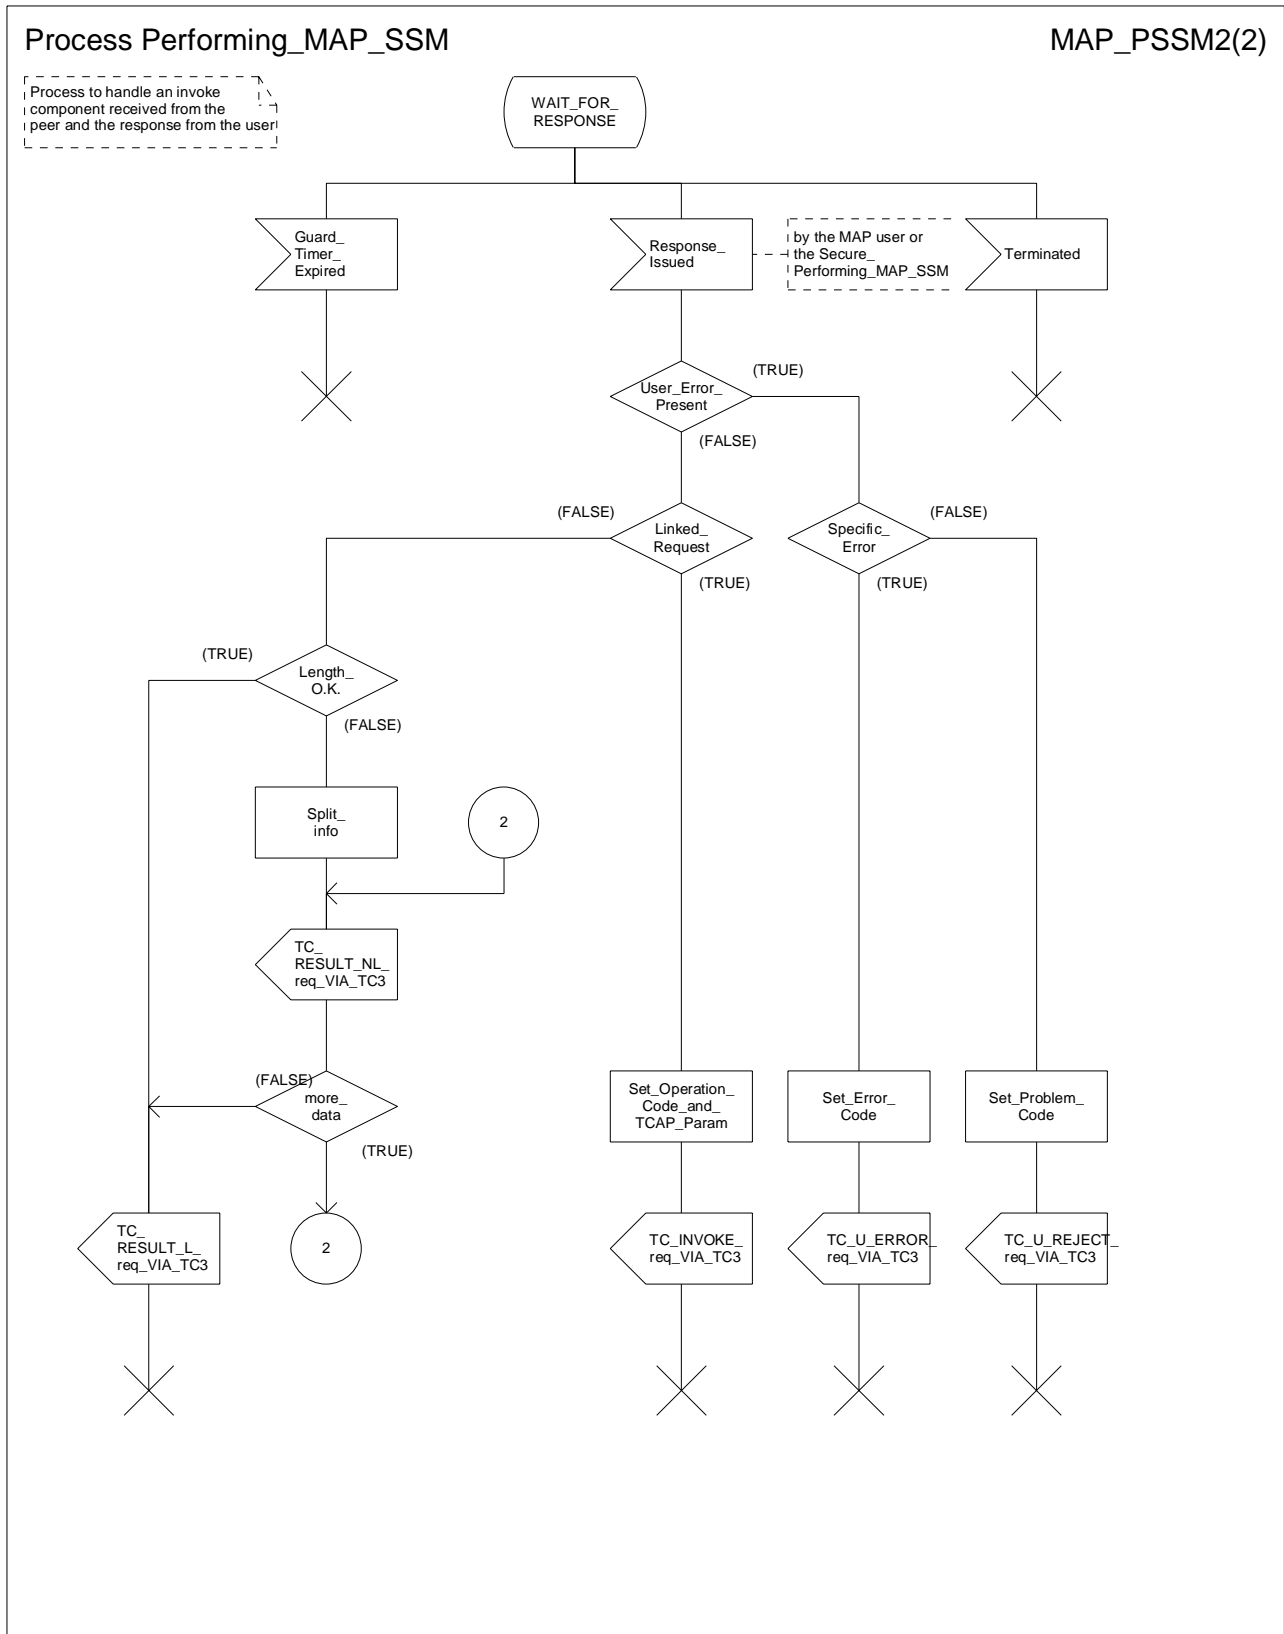 Process Performing_MAP_SSM
MAP_PSSM2(2)
Process to handle an invoke
component received from the
peer and the response from the user
WAIT_FOR_
RESPONSE
Guard_
Timer_
Expired
Response_
Issued
by the MAP user or
the Secure_
Performing_MAP_SSM
Terminated
User_Error_
Present
(TRUE)
(FALSE)
(FALSE)
Linked_
Request
(TRUE)
Specific_
Error
(FALSE)
(TRUE)
(TRUE)
Length_
O.K.
(FALSE)
Split_
info
2
TC_
RESULT_NL_
req_VIA_TC3
(FALSE)
more_
data
(TRUE)
Set_Operation_
Code_and_
TCAP_Param
Set_Error_
Code
Set_Problem_
Code
TC_
RESULT_L_
req_VIA_TC3
2
TC_INVOKE_
req_VIA_TC3
TC_U_ERROR_
req_VIA_TC3
TC_U_REJECT_
req_VIA_TC3